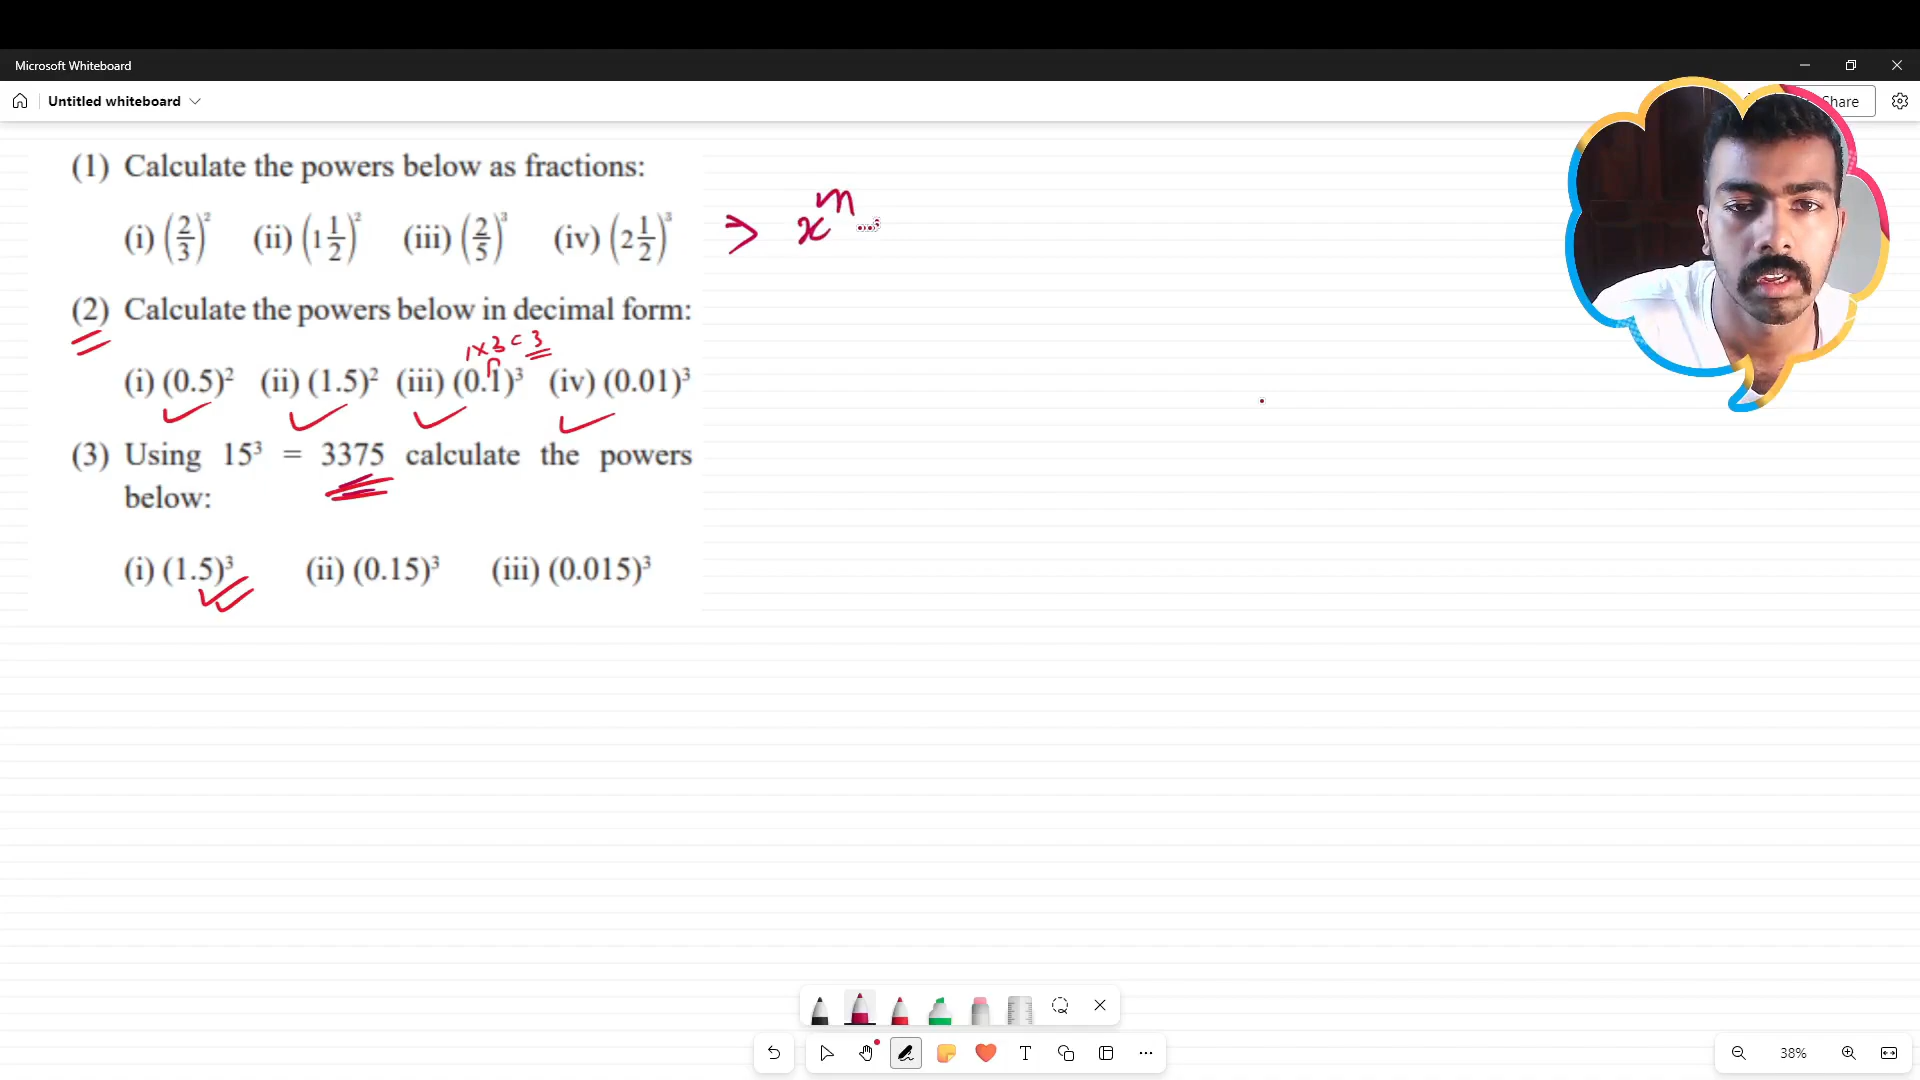 Microsoft Whiteboard
Untitled whiteboard
Share
(1) Calculate the powers below as fractions:
(i) (2/3)² (ii) (1 1/2)² (iii) (2/5)³ (iv) (2 1/2)³
> xᵐ
(2) Calculate the powers below in decimal form:
1×3 = 3
(i) (0.5)² (ii) (1.5)² (iii) (0.1)³ (iv) (0.01)³
(3) Using 15³ = 3375 calculate the powers
below:
(i) (1.5)³ (ii) (0.15)³ (iii) (0.015)³
38%